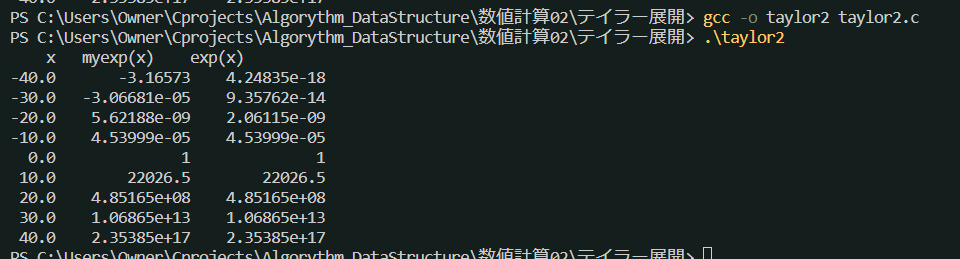 PS C:\Users\Owner\Cprojects\Algorythm_DataStructure\数値計算02\テイラー展開> gcc -o taylor2 taylor2.c
PS C:\Users\Owner\Cprojects\Algorythm_DataStructure\数値計算02\テイラー展開> .\taylor2
x myexp(x) exp(x)
-40.0 -3.16573 4.24835e-18
-30.0 -3.06681e-05 9.35762e-14
-20.0 5.62188e-09 2.06115e-09
-10.0 4.53999e-05 4.53999e-05
0.0 1 1
10.0 22026.5 22026.5
20.0 4.85165e+08 4.85165e+08
30.0 1.06865e+13 1.06865e+13
40.0 2.35385e+17 2.35385e+17
PS C:\Users\Owner\Cprojects\Algorythm_DataStructure\数値計算02\テイラー展開>